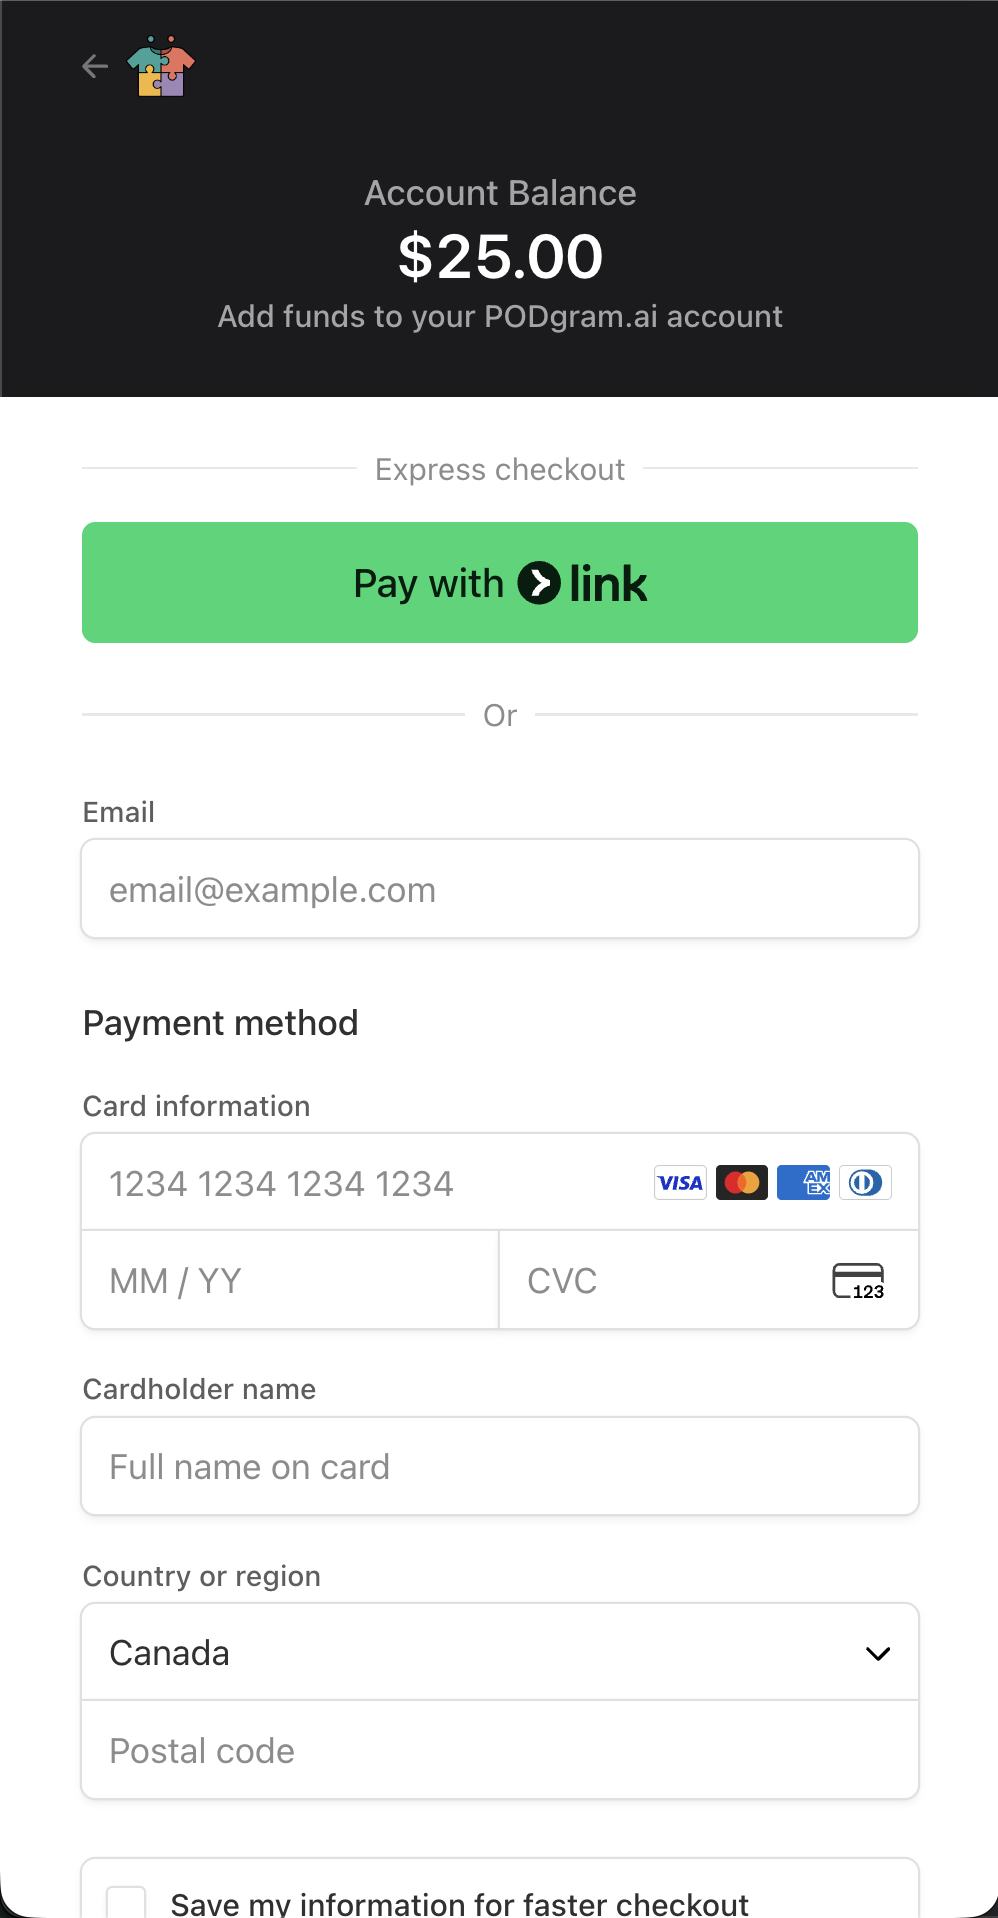 Account Balance
$25.00
Add funds to your PODgram.ai account
Express checkout
Pay with link
Or
Email
email@example.com
Payment method
Card information
1234 1234 1234 1234 VISA AM EX
MM / YY CVC 123
Cardholder name
Full name on card
Country or region
Canada
Postal code
Save my information for faster checkout